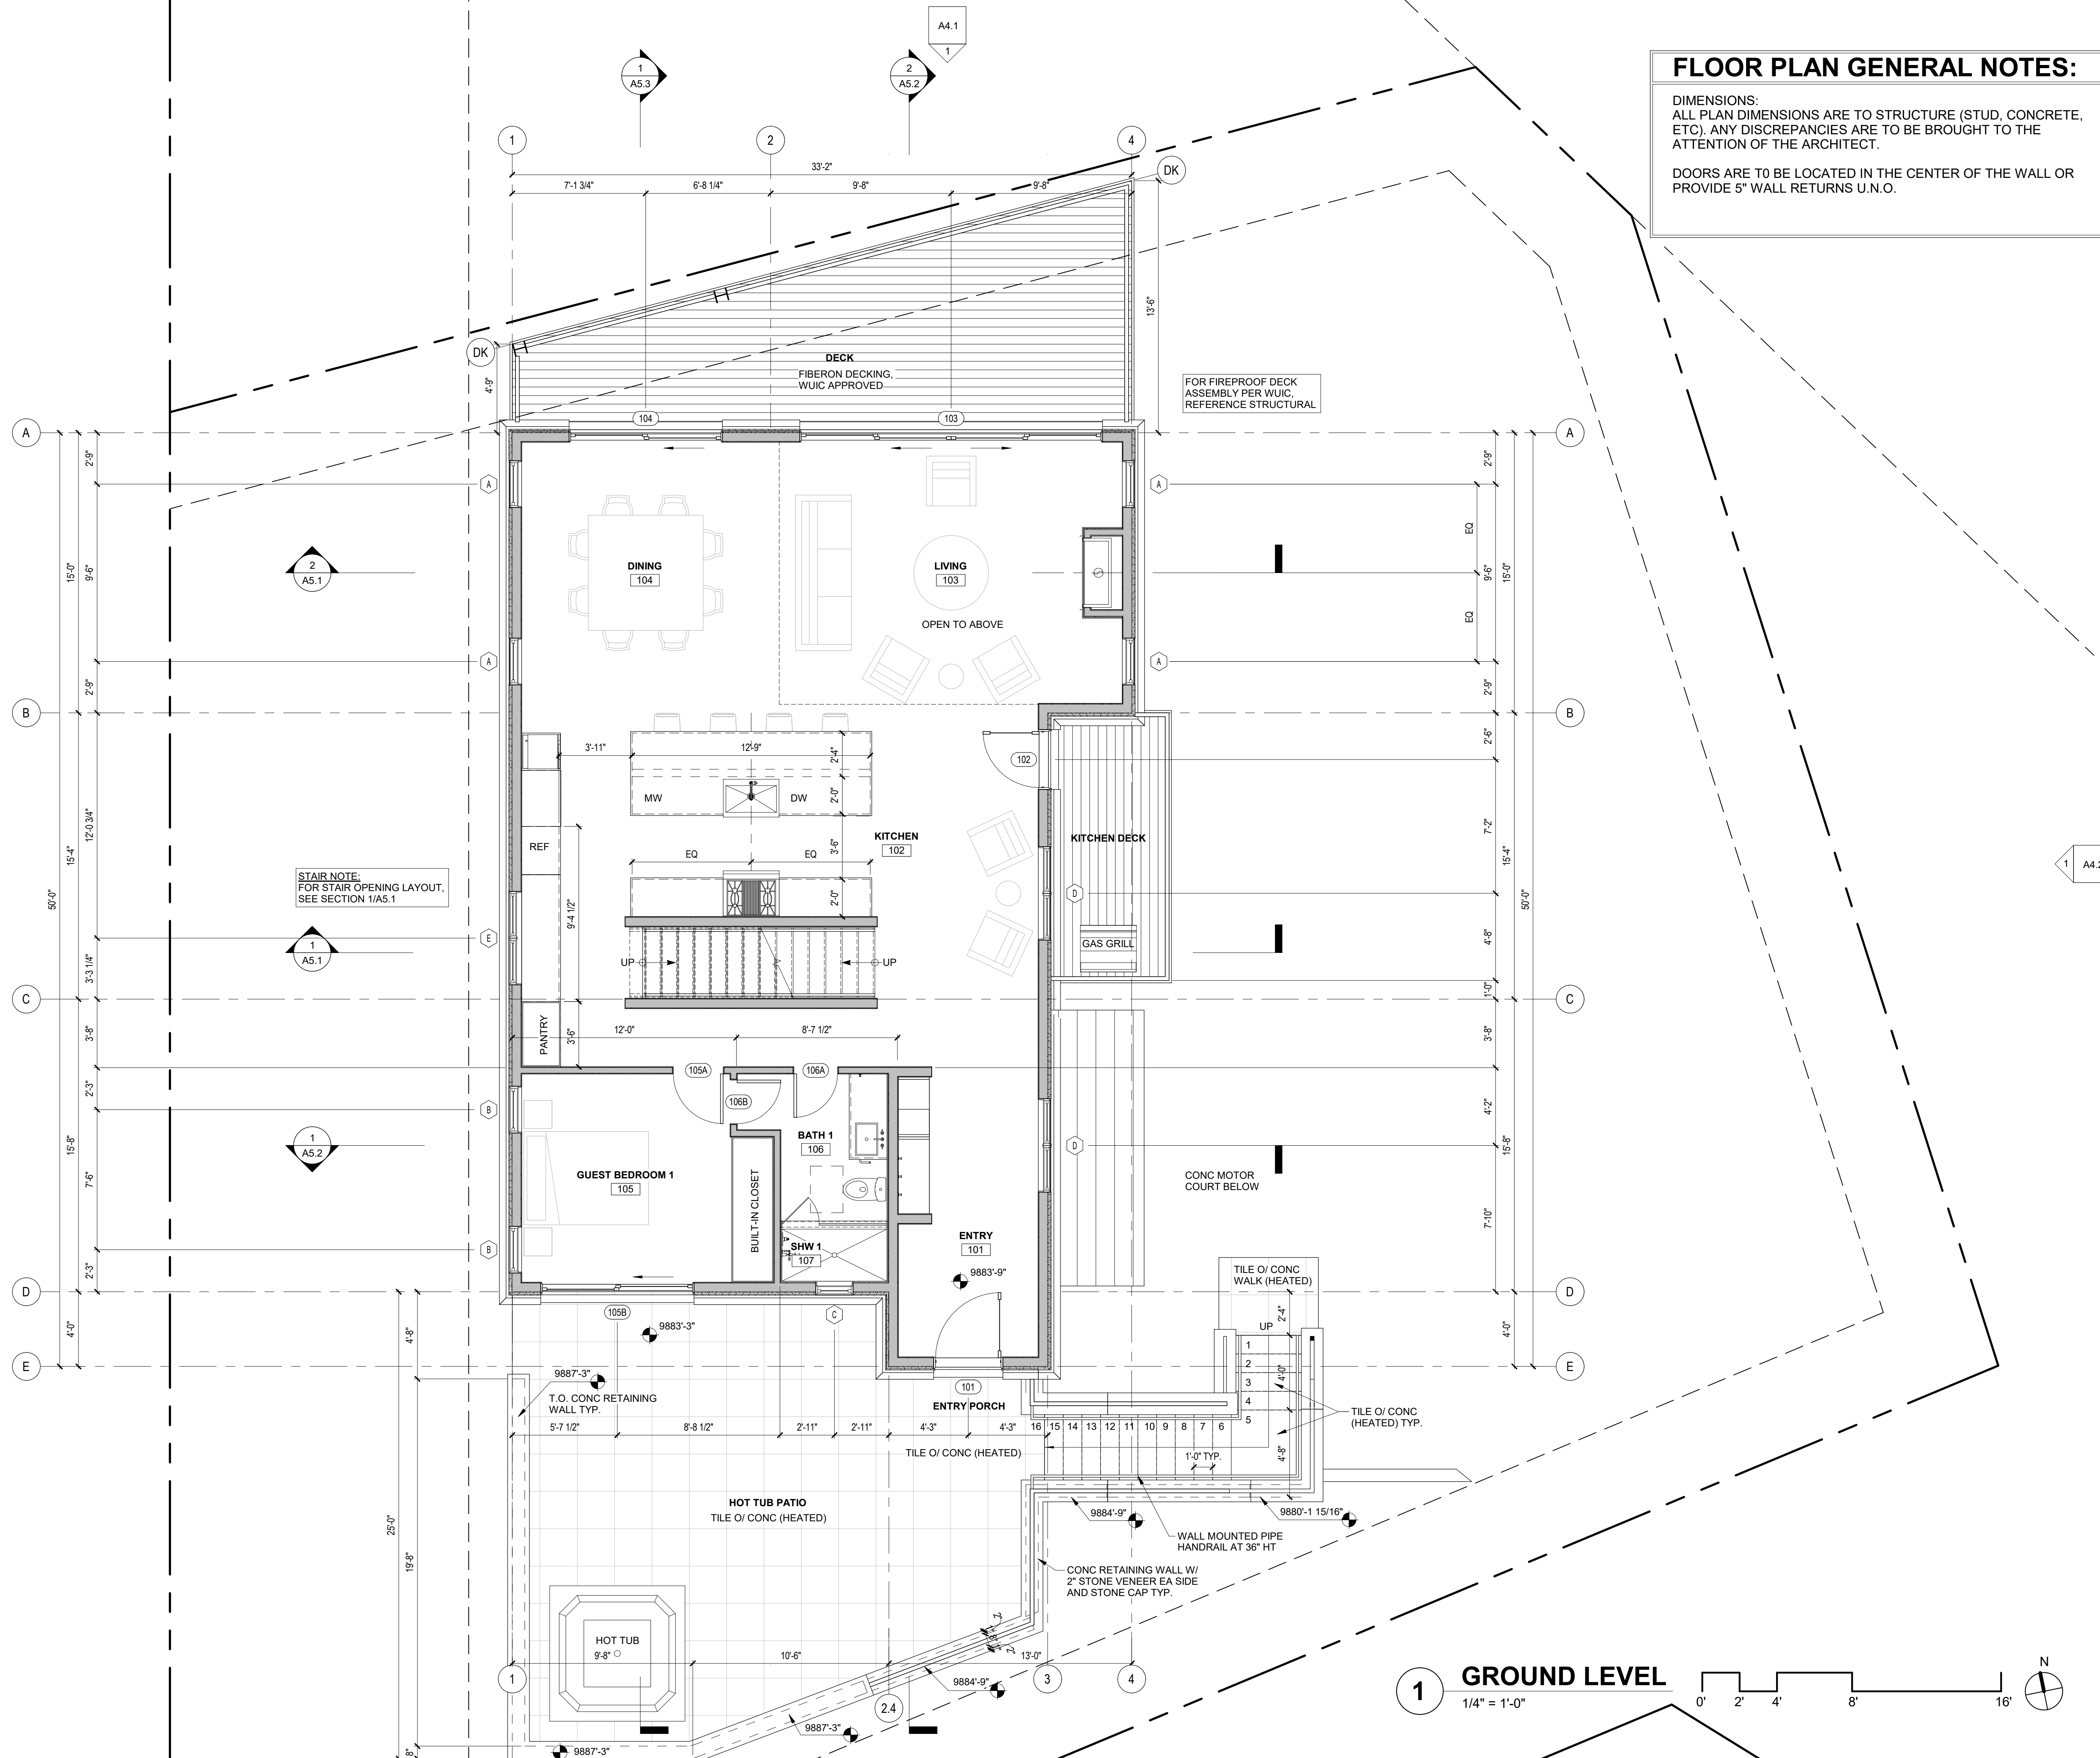 A4.1
1
1
A5.3
2
A5.2
FLOOR PLAN GENERAL NOTES:
DIMENSIONS:
ALL PLAN DIMENSIONS ARE TO STRUCTURE (STUD, CONCRETE,
ETC). ANY DISCREPANCIES ARE TO BE BROUGHT TO THE
ATTENTION OF THE ARCHITECT.
DOORS ARE T0 BE LOCATED IN THE CENTER OF THE WALL OR
PROVIDE 5" WALL RETURNS U.N.O.
1
2
4
33'-2"
DK
7'-1 3/4"
6'-8 1/4"
9'-8"
9'-8"
13'-6"
DK
4'-9"
DECK
FIBERON DECKING,
WUIC APPROVED
FOR FIREPROOF DECK
ASSEMBLY PER WUIC,
REFERENCE STRUCTURAL
104
103
A
A
2'-9"
2'-9"
A
A
EQ
DINING
104
LIVING
103
OPEN TO ABOVE
2
A5.1
15'-0"
9'-6"
9'-6"
15'-0"
EQ
A
A
2'-9"
2'-9"
B
B
2'-6"
3'-11"
12'-9"
2'-4"
102
MW
DW
2'-0"
12'-0 3/4"
7'-2"
KITCHEN
102
KITCHEN DECK
REF
EQ
EQ
3'-6"
15'-4"
15'-4"
1
A4.2
STAIR NOTE:
FOR STAIR OPENING LAYOUT,
SEE SECTION 1/A5.1
50'-0"
50'-0"
D
2'-0"
9'-4 1/2"
E
GAS GRILL
4'-8"
1
A5.1
UP
UP
3'-3 1/4"
1'-0"
C
C
PANTRY
3'-6"
12'-0"
8'-7 1/2"
3'-8"
3'-8"
105A
106A
106B
2'-3"
B
4'-2"
BATH 1
106
D
1
A5.2
15'-8"
15'-8"
GUEST BEDROOM 1
105
BUILT-IN CLOSET
CONC MOTOR
COURT BELOW
7'-6"
7'-10"
ENTRY
101
SHW 1
107
B
2'-3"
9883'-9"
TILE O/ CONC
WALK (HEATED)
D
D
105B
C
2'-4"
4'-0"
4'-0"
9883'-3"
4'-8"
UP
1
2
3
4
5
4'-0"
E
E
9887'-3"
T.O. CONC RETAINING
WALL TYP.
101
ENTRY PORCH
TILE O/ CONC
(HEATED) TYP.
5'-7 1/2"
8'-8 1/2"
2'-11"
2'-11"
4'-3"
4'-3"
16 15 14 13 12 11 10 9 8 7 6
TILE O/ CONC (HEATED)
1'-0" TYP.
4'-8"
HOT TUB PATIO
TILE O/ CONC (HEATED)
9884'-9"
9880'-1 15/16"
25'-0"
19'-8"
WALL MOUNTED PIPE
HANDRAIL AT 36" HT
CONC RETAINING WALL W/
2" STONE VENEER EA SIDE
AND STONE CAP TYP.
2"
2"
HOT TUB
9'-8"
10'-6"
13'-0"
1
2.4
3
4
9884'-9"
9887'-3"
9887'-3"
8"
1
GROUND LEVEL
1/4" = 1'-0"
0'
2'
4'
8'
16'
N